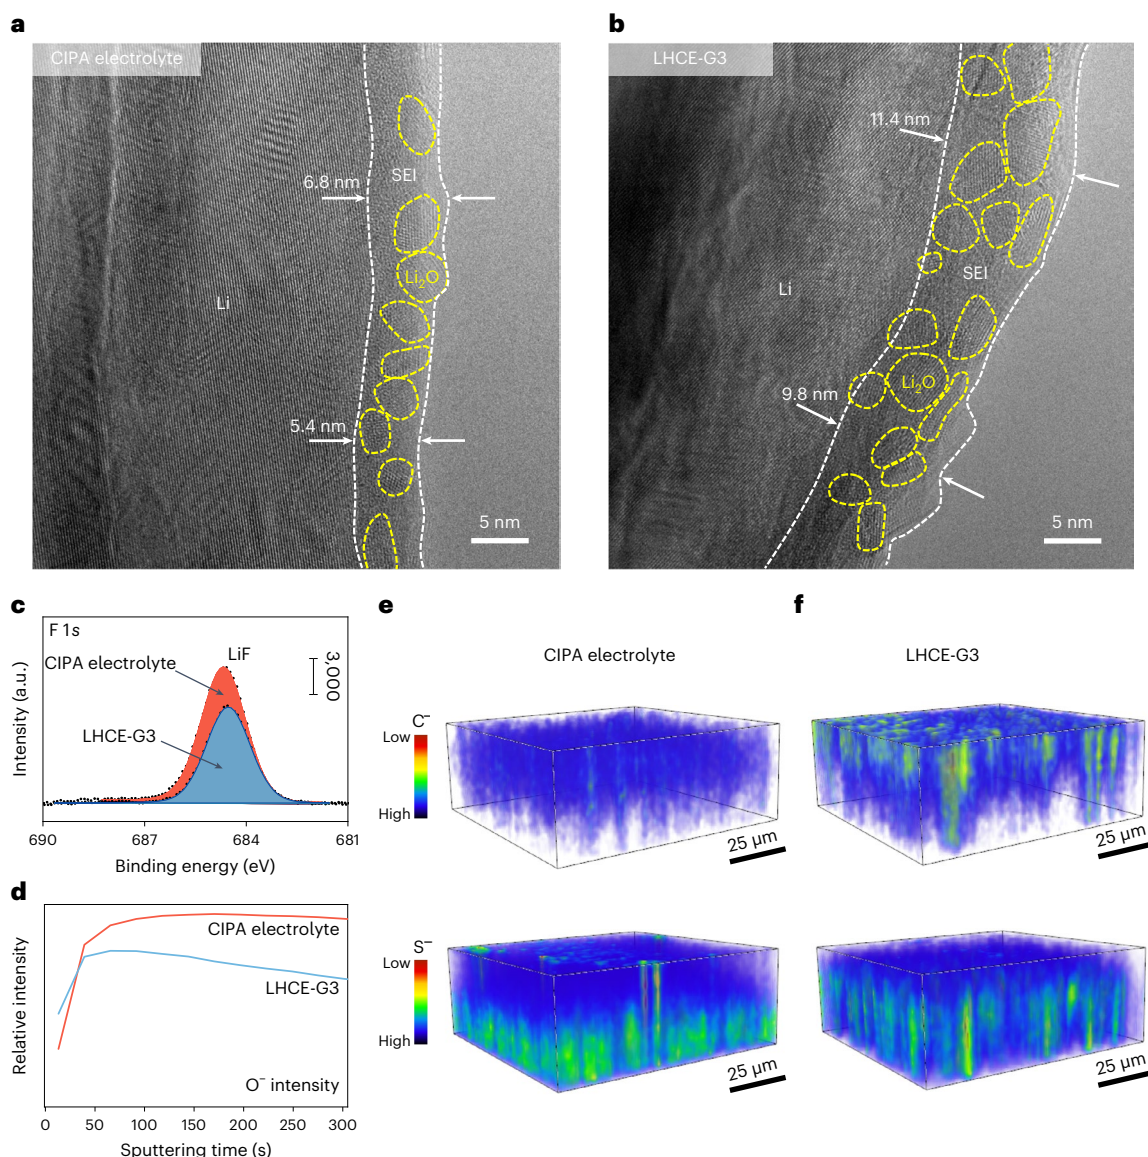 a
CIPA electrolyte
6.8 nm
SEI
Li₂O
Li
5.4 nm
5 nm
b
LHCE-G3
11.4 nm
SEI
Li
Li₂O
9.8 nm
5 nm
c
F 1s
LiF
CIPA electrolyte
3,000
LHCE-G3
Intensity (a.u.)
690 687 684 681
Binding energy (eV)
d
CIPA electrolyte
LHCE-G3
Relative intensity
O⁻ intensity
0 50 100 150 200 250 300
Sputtering time (s)
e
CIPA electrolyte
C⁻
Low
High
25 µm
S⁻
Low
High
25 µm
f
LHCE-G3
25 µm
25 µm